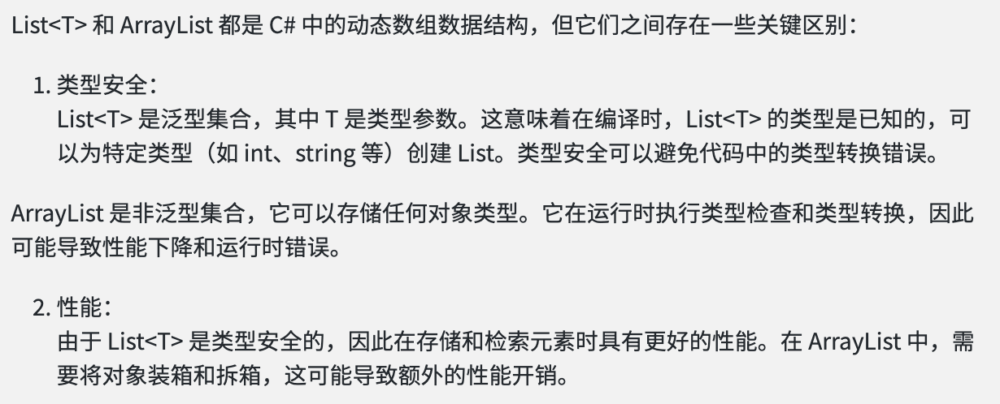 List<T> 和 ArrayList 都是 C# 中的动态数组数据结构，但它们之间存在一些关键区别：
1. 类型安全：
List<T> 是泛型集合，其中 T 是类型参数。这意味着在编译时，List<T> 的类型是已知的，可
以为特定类型（如 int、string 等）创建 List。类型安全可以避免代码中的类型转换错误。
ArrayList 是非泛型集合，它可以存储任何对象类型。它在运行时执行类型检查和类型转换，因此
可能导致性能下降和运行时错误。
2. 性能：
由于 List<T> 是类型安全的，因此在存储和检索元素时具有更好的性能。在 ArrayList 中，需
要将对象装箱和拆箱，这可能导致额外的性能开销。